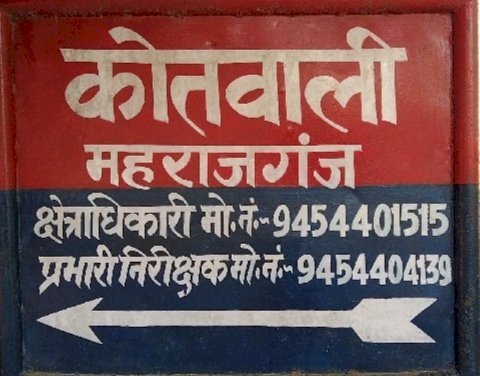 कोतवाली
महराजगंज
क्षेत्राधिकारी मो.नं:-9454401515
प्रभारी निरीक्षक मो.नं:-9454404139